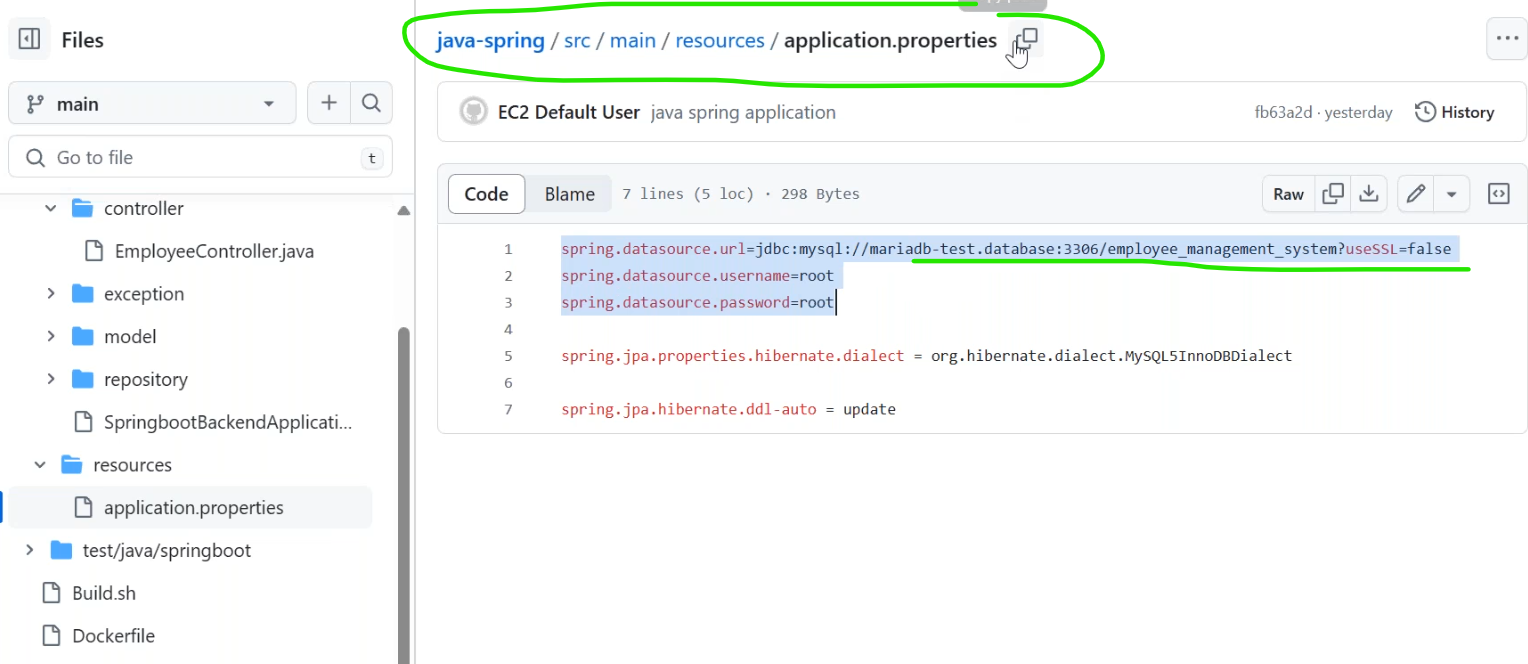 Files
java-spring / src / main / resources / application.properties
main
Go to file
t
EC2 Default User java spring application
fb63a2d · yesterday
History
controller
EmployeeController.java
exception
model
repository
SpringbootBackendApplicati...
resources
application.properties
test/java/springboot
Build.sh
Dockerfile
Code
Blame
7 lines (5 loc) · 298 Bytes
Raw
1 spring.datasource.url=jdbc:mysql://mariadb-test.database:3306/employee_management_system?useSSL=false
2 spring.datasource.username=root
3 spring.datasource.password=root
4
5 spring.jpa.properties.hibernate.dialect = org.hibernate.dialect.MySQL5InnoDBDialect
6
7 spring.jpa.hibernate.ddl-auto = update